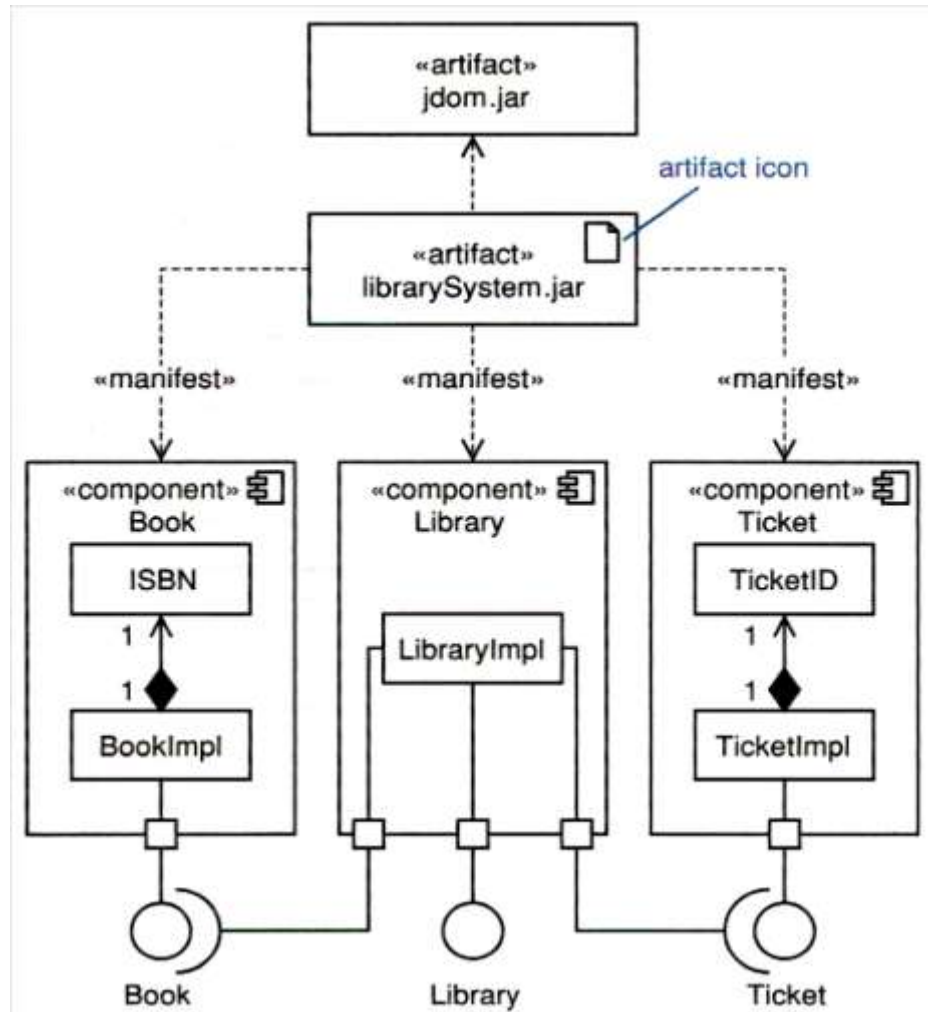 «artifact»
jdom.jar
artifact icon
«artifact»
librarySystem.jar
«manifest»
«manifest»
«manifest»
«component»
Book
ISBN
1
1
BookImpl
«component»
Library
LibraryImpl
«component»
Ticket
TicketID
1
1
TicketImpl
Book
Library
Ticket